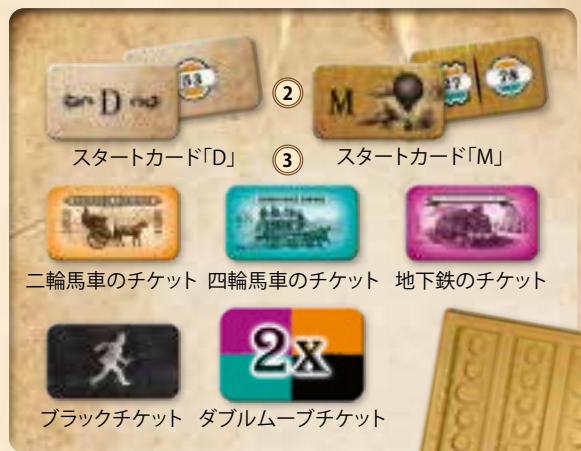 D
53
2
M
27
78
スタートカード「D」
3
スタートカード「M」
二輪馬車のチケット
四輪馬車のチケット
地下鉄のチケット
2x
ブラックチケット
ダブルムーブチケット